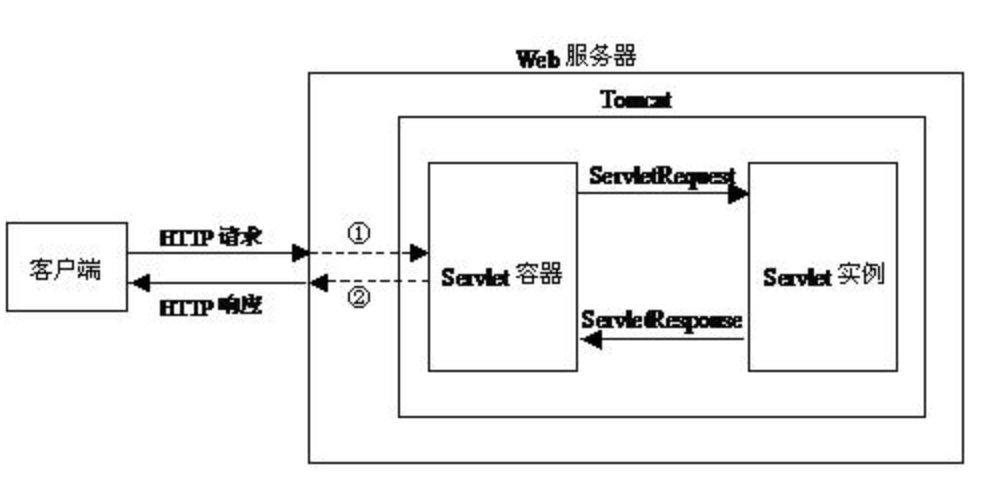 Web 服务器
Tomcat
ServletRequest
HTTP 请求
①
客户端
Servlet 容器
Servlet 实例
②
HTTP 响应
ServletResponse